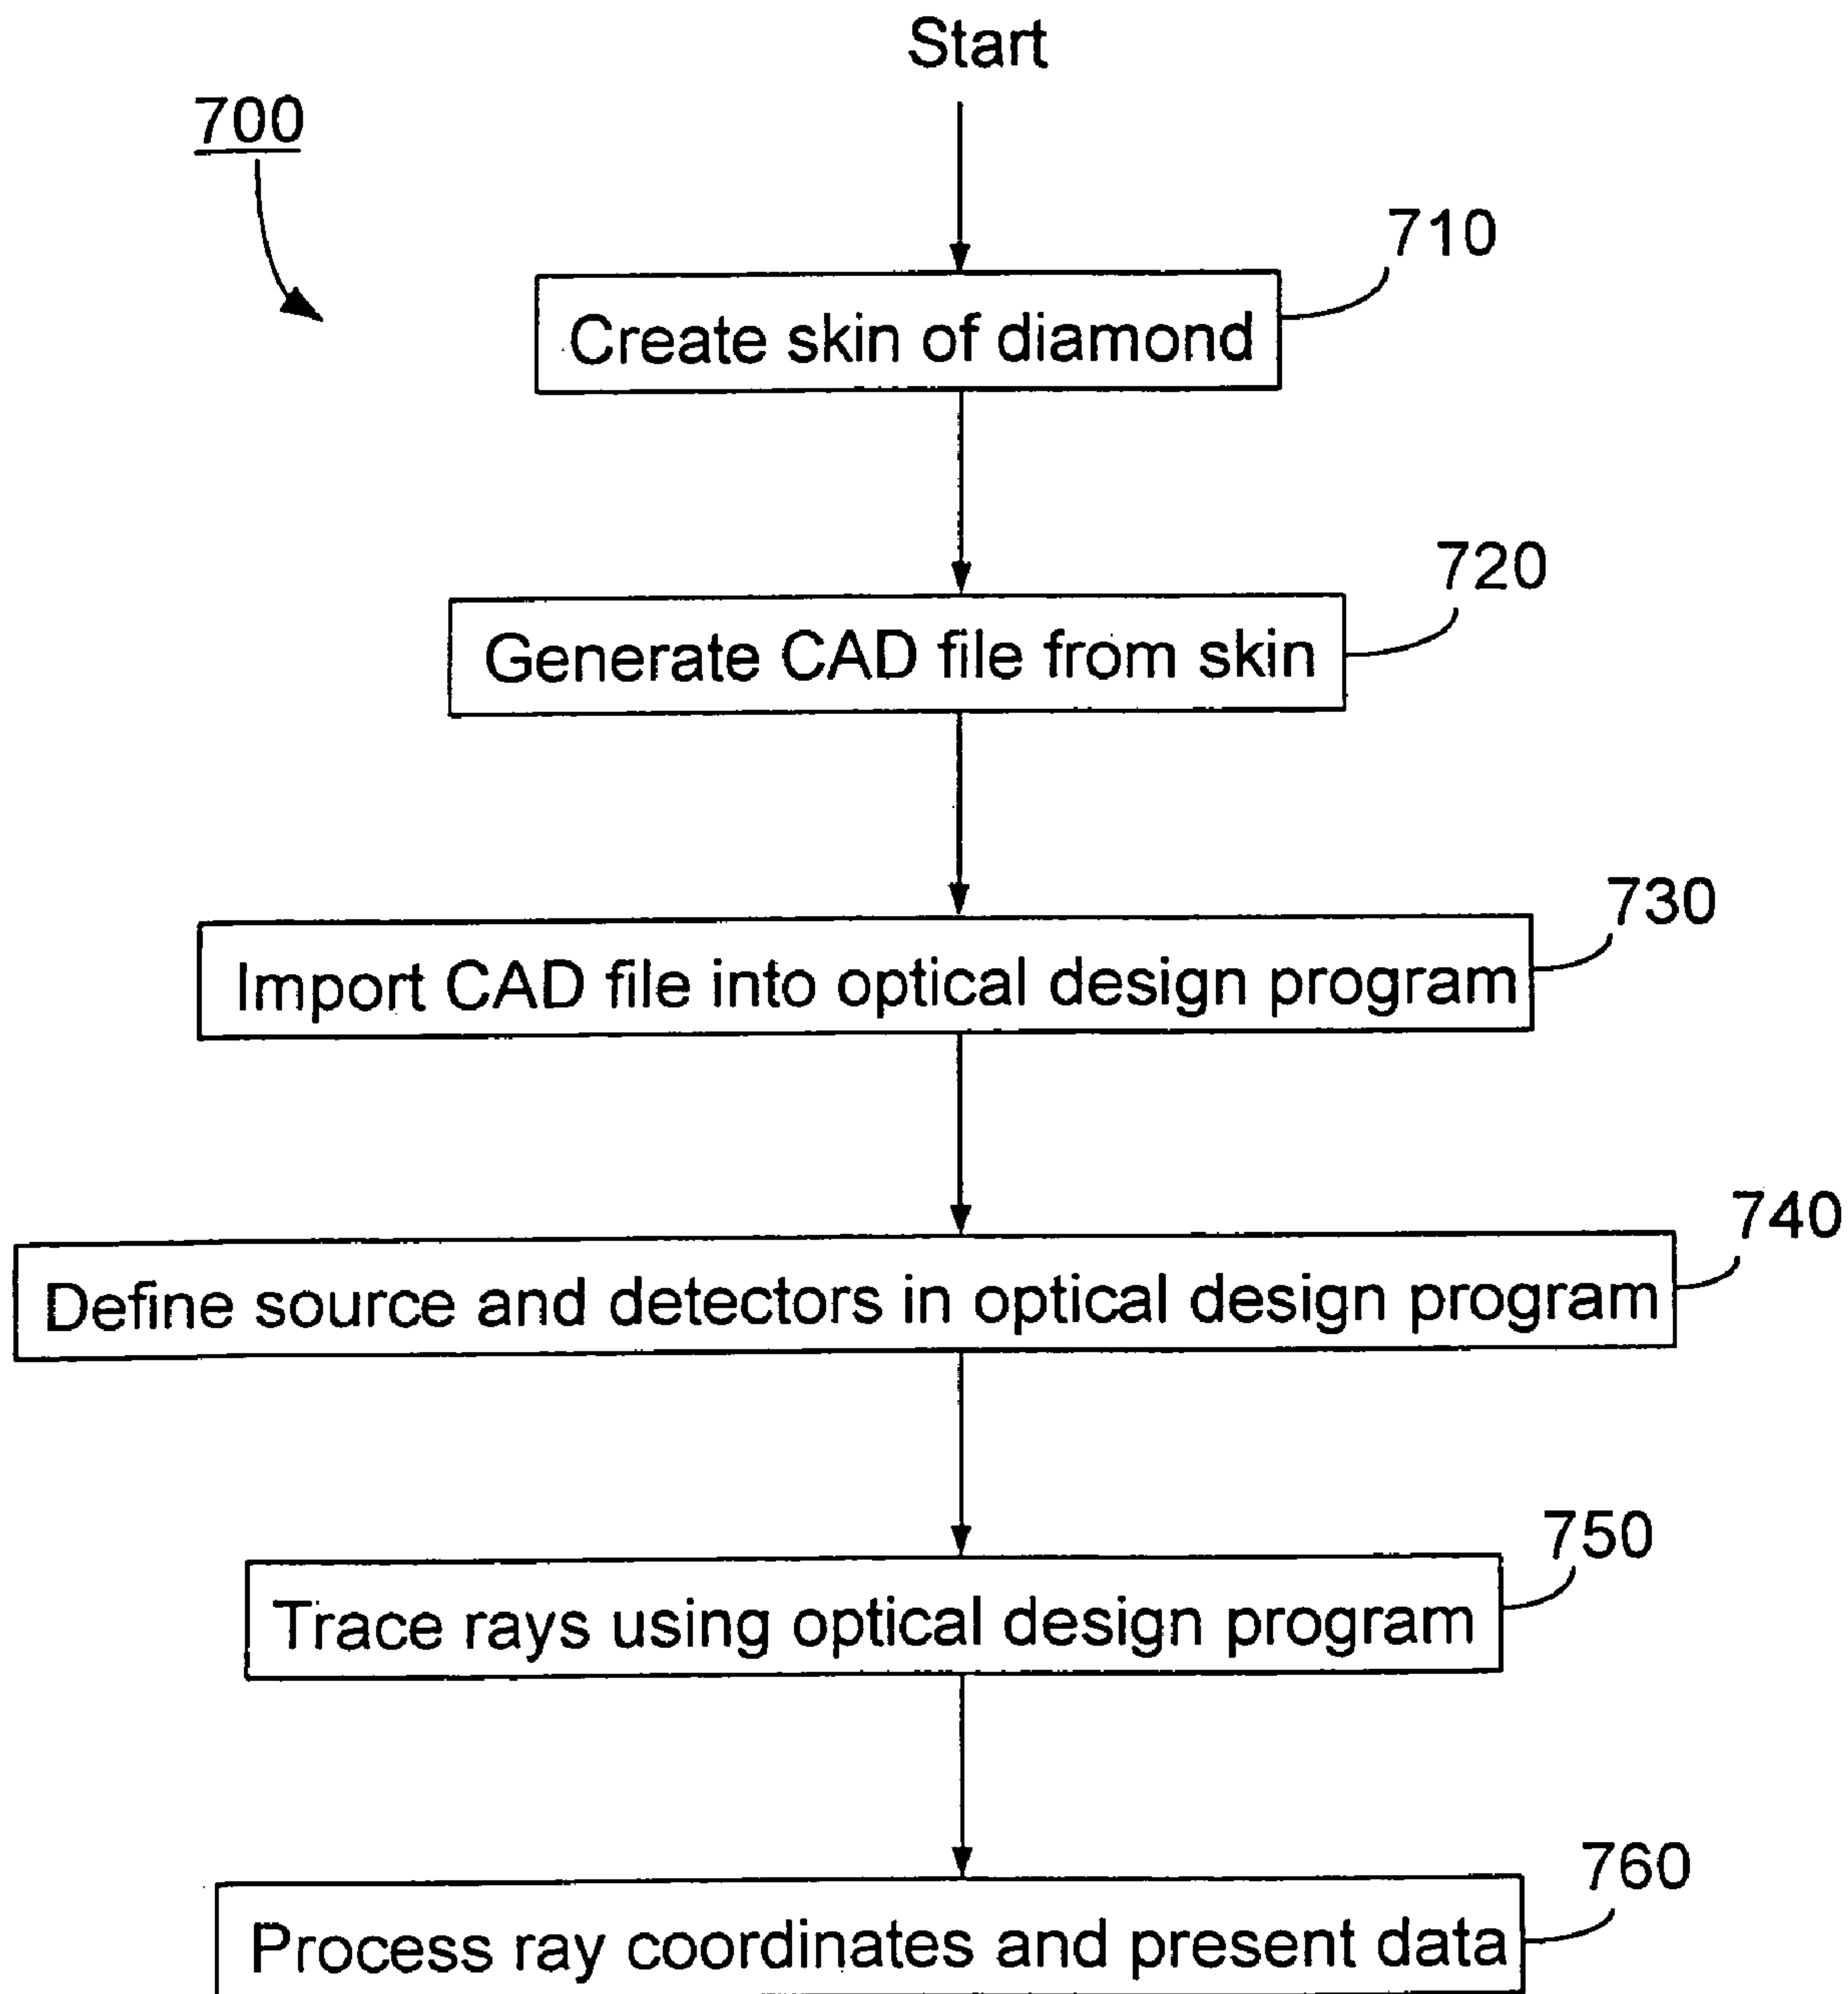 Start
700
710
Create skin of diamond
720
Generate CAD file from skin
730
Import CAD file into optical design program
740
Define source and detectors in optical design program
750
Trace rays using optical design program
760
Process ray coordinates and present data